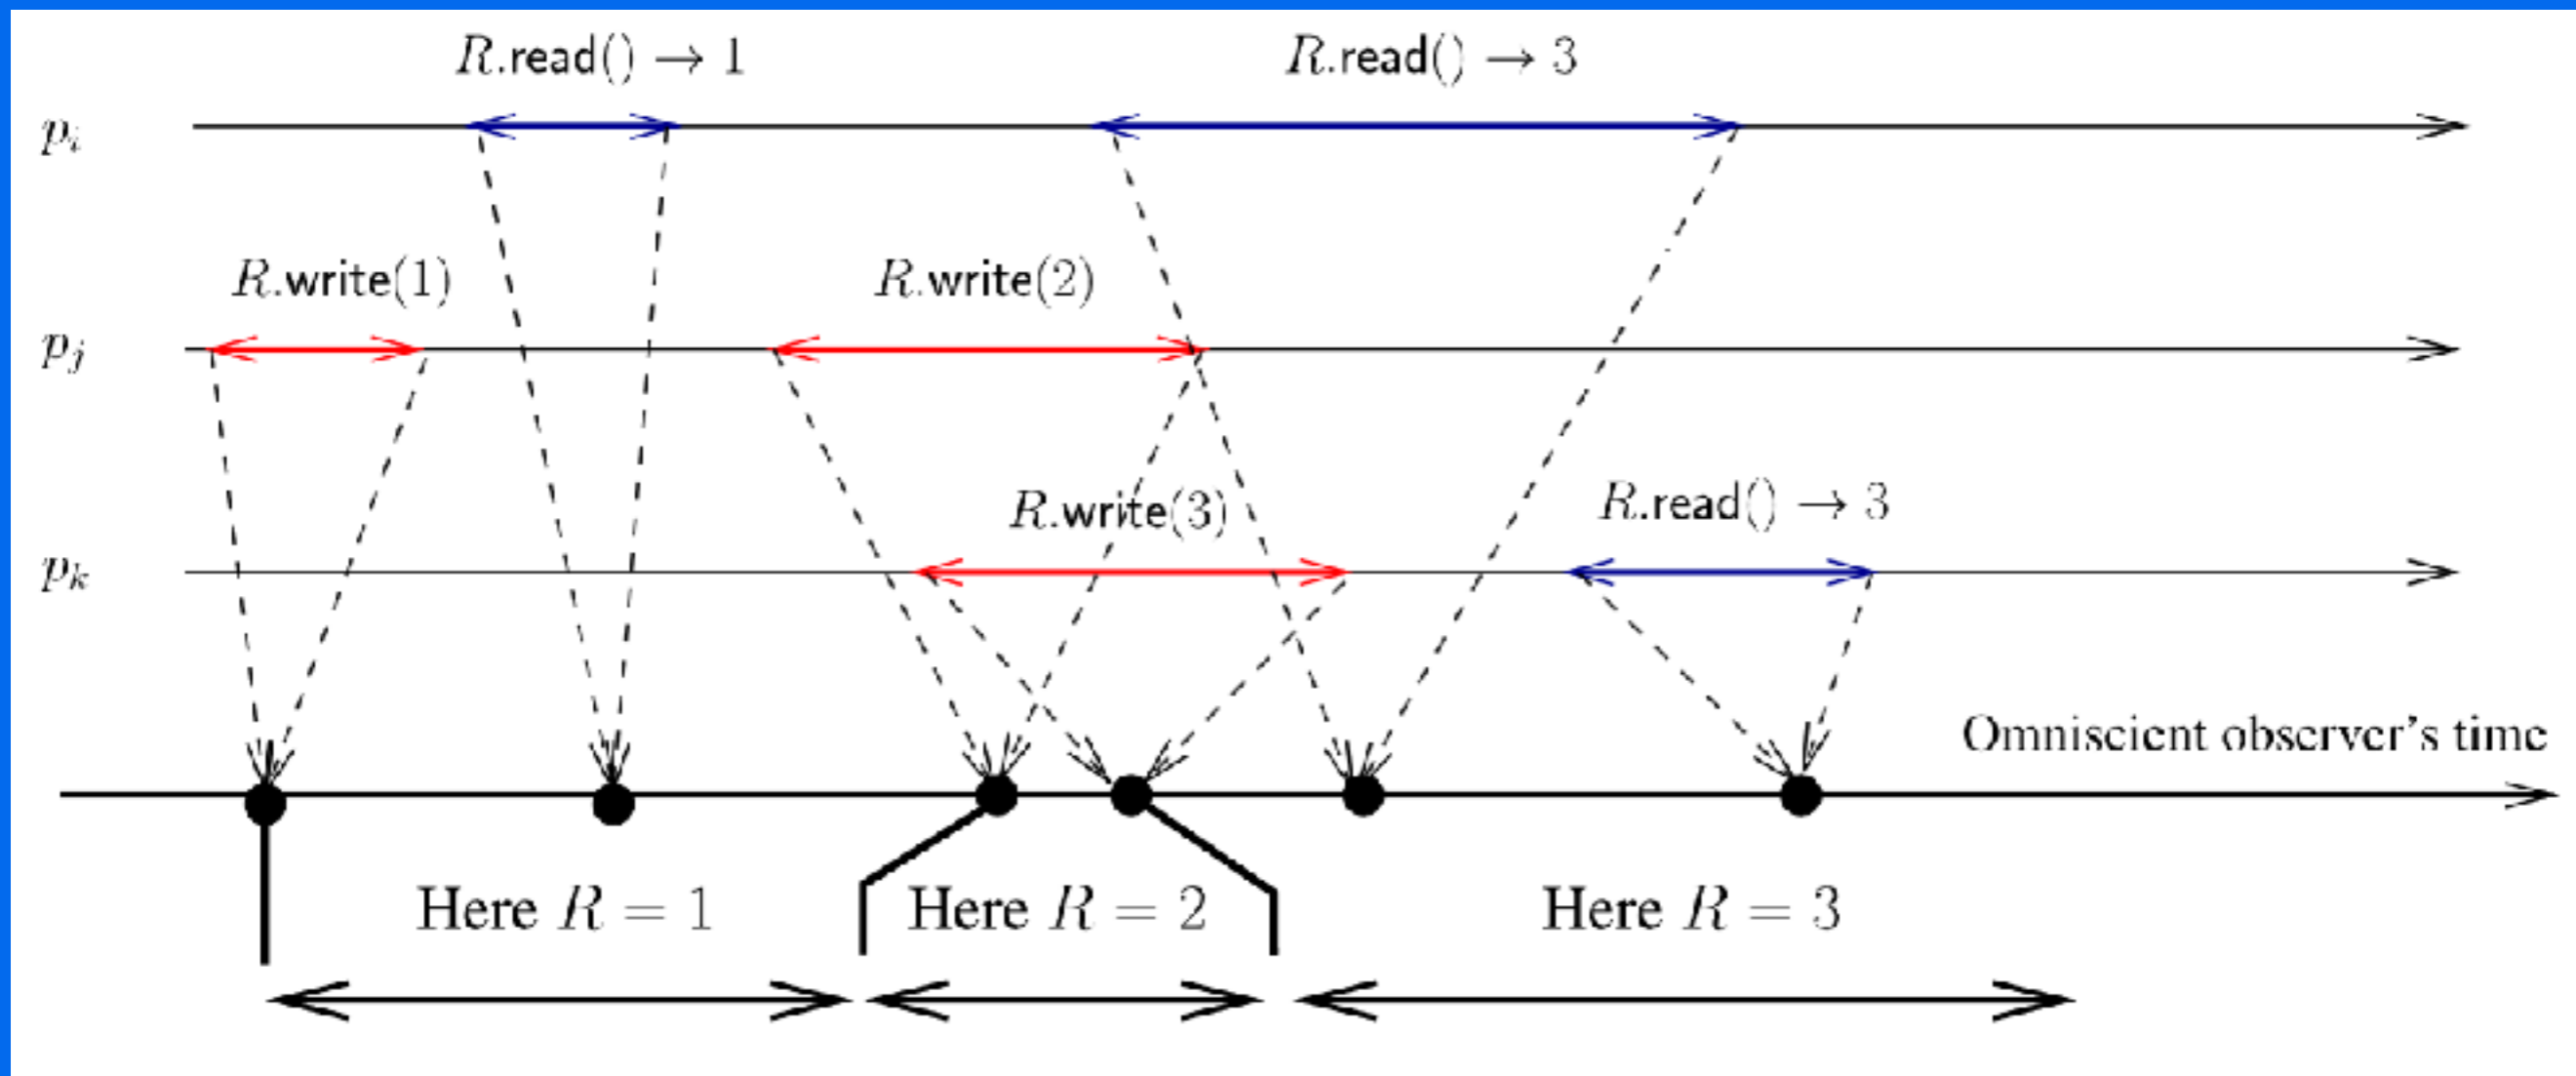 R.read() → 1
R.read() → 3
p_i
R.write(1)
R.write(2)
p_j
R.write(3)
R.read() → 3
p_k
Omniscient observer's time
Here R = 1
Here R = 2
Here R = 3